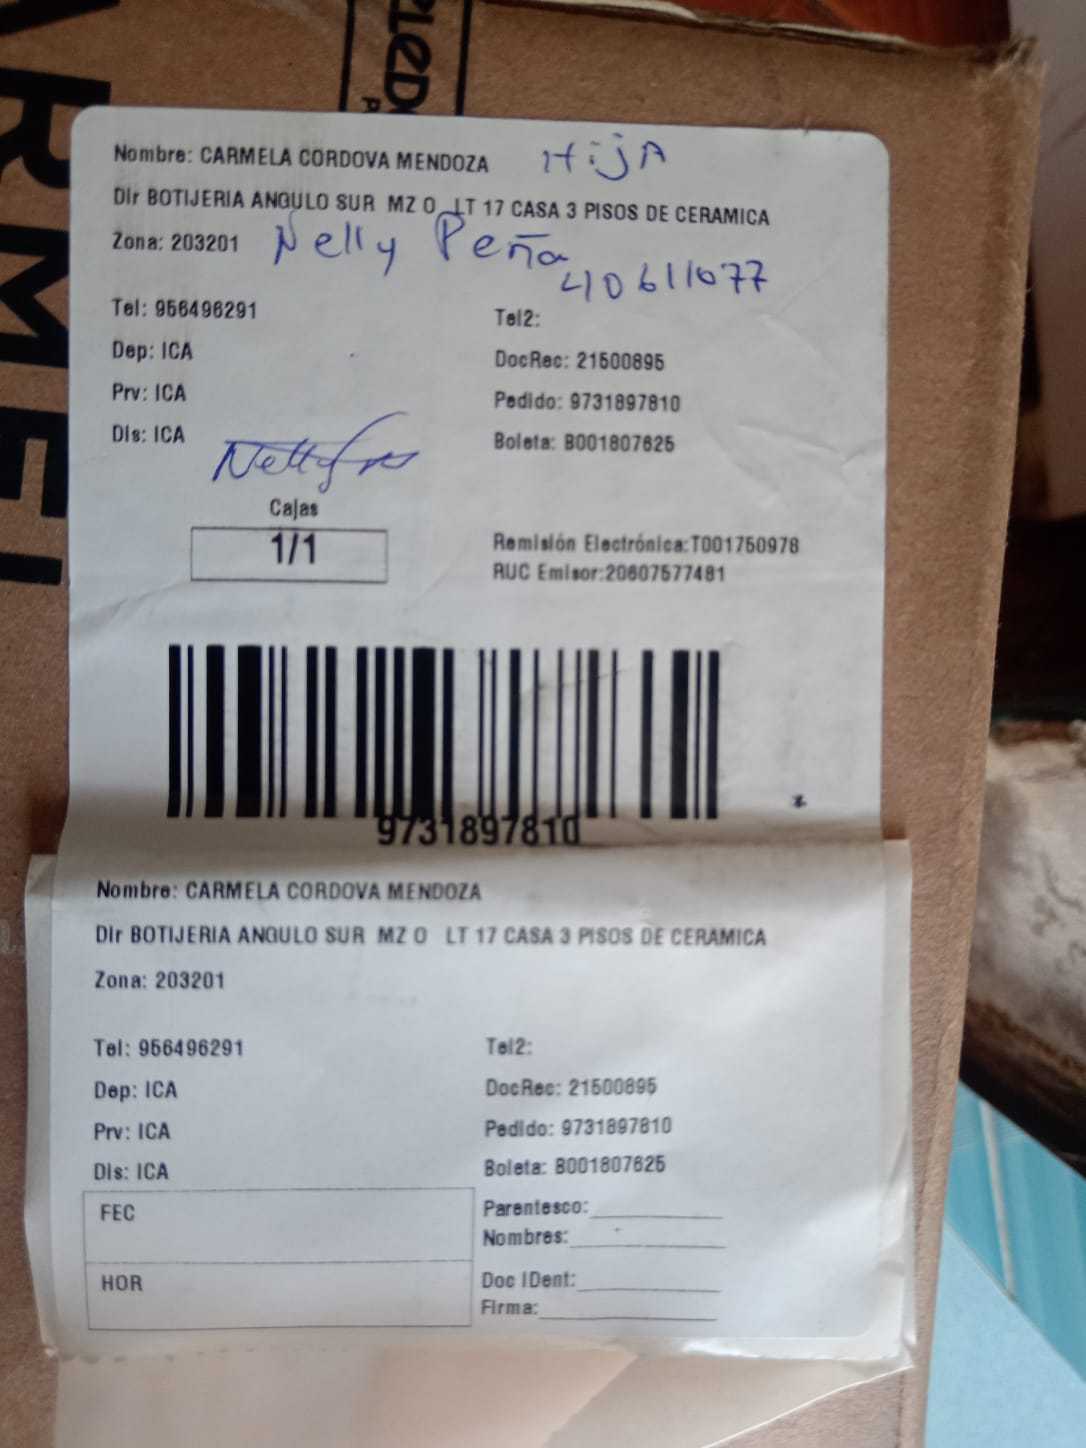 Nombre: CARMELA CORDOVA MENDOZA HijA
Dir BOTIJERIA ANGULO SUR MZ O LT 17 CASA 3 PISOS DE CERAMICA
Zona: 203201 Nelly Peña
40611077
Tel: 956496291 Tel2:
Dep: ICA DocRec: 21500895
Prv: ICA Pedido: 9731897810
Dis: ICA Boleta: B001807625
Cajas
1/1
Remisión Electrónica:T001750978
RUC Emisor:20607577481
9731897810
Nombre: CARMELA CORDOVA MENDOZA
Dir BOTIJERIA ANGULO SUR MZ O LT 17 CASA 3 PISOS DE CERAMICA
Zona: 203201
Tel: 956496291 Tel2:
Dep: ICA DocRec: 21500895
Prv: ICA Pedido: 9731897810
Dis: ICA Boleta: B001807625
FEC Parentesco:
Nombres:
HOR Doc IDent:
Firma: